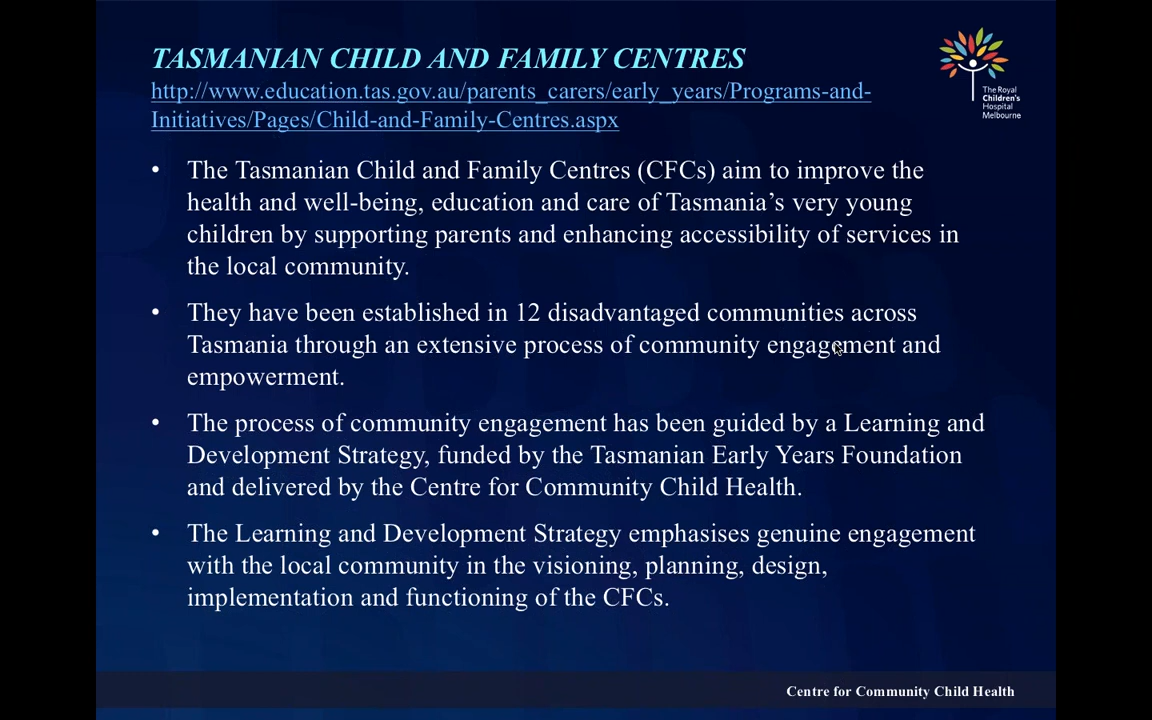 TASMANIAN CHILD AND FAMILY CENTRES
http://www.education.tas.gov.au/parents_carers/early_years/Programs-and-
Initiatives/Pages/Child-and-Family-Centres.aspx
The Royal
Children's
Hospital
Melbourne
• The Tasmanian Child and Family Centres (CFCs) aim to improve the
health and well-being, education and care of Tasmania’s very young
children by supporting parents and enhancing accessibility of services in
the local community.
• They have been established in 12 disadvantaged communities across
Tasmania through an extensive process of community engagement and
empowerment.
• The process of community engagement has been guided by a Learning and
Development Strategy, funded by the Tasmanian Early Years Foundation
and delivered by the Centre for Community Child Health.
• The Learning and Development Strategy emphasises genuine engagement
with the local community in the visioning, planning, design,
implementation and functioning of the CFCs.
Centre for Community Child Health